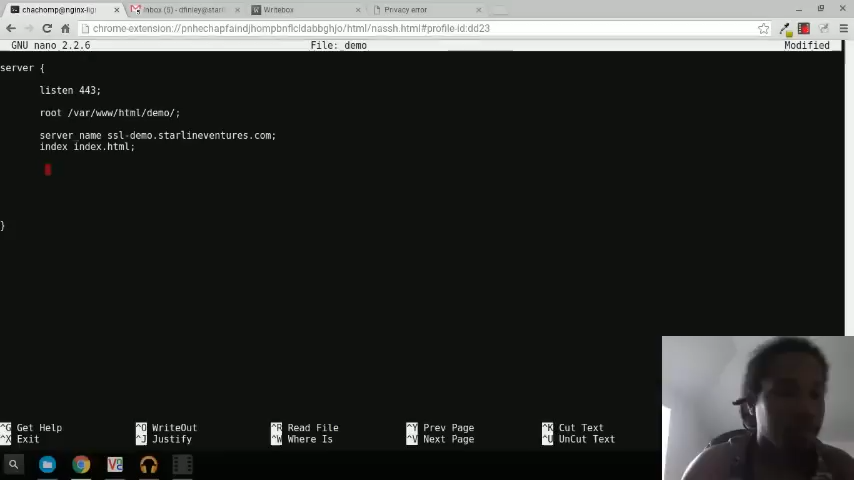 chachomp@nginx-lig
Inbox (5) - dfinley@starl
Writebox
Privacy error
chrome-extension://pnhechapfaindjhompbnflcldabbghjo/html/nassh.html#profile-id:dd23
GNU nano 2.2.6 File: demo Modified
server {
listen 443;
root /var/www/html/demo/;
server_name ssl-demo.starlineventures.com;
index index.html;
}
^G Get Help ^O WriteOut ^R Read File ^Y Prev Page ^K Cut Text
^X Exit ^J Justify ^W Where Is ^V Next Page ^U UnCut Text